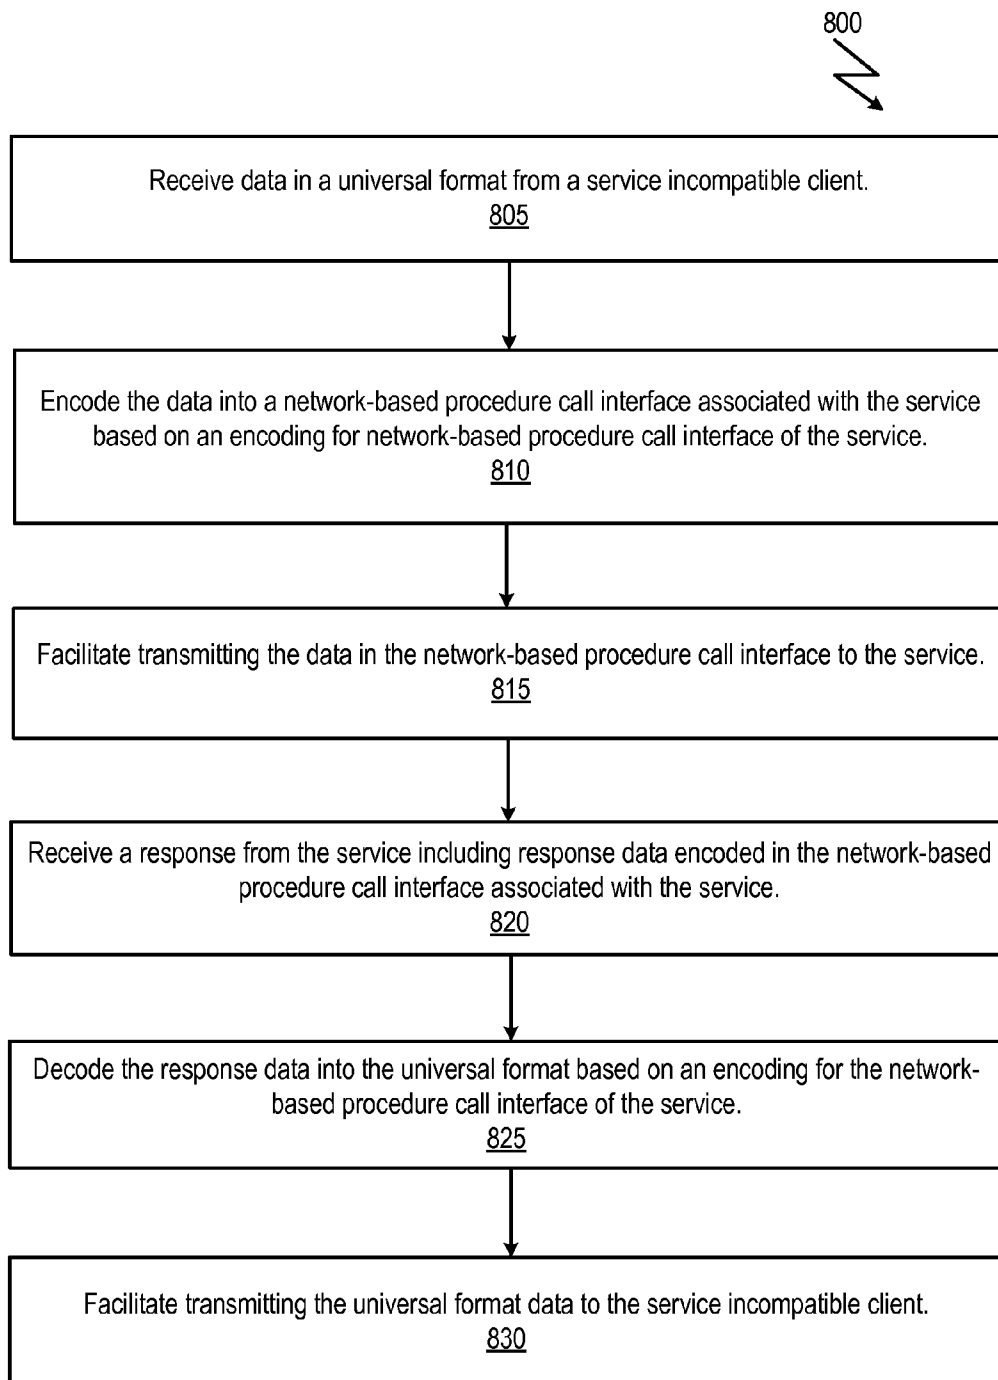 800
Receive data in a universal format from a service incompatible client.
805
Encode the data into a network-based procedure call interface associated with the service
based on an encoding for network-based procedure call interface of the service.
810
Facilitate transmitting the data in the network-based procedure call interface to the service.
815
Receive a response from the service including response data encoded in the network-based
procedure call interface associated with the service.
820
Decode the response data into the universal format based on an encoding for the network-
based procedure call interface of the service.
825
Facilitate transmitting the universal format data to the service incompatible client.
830